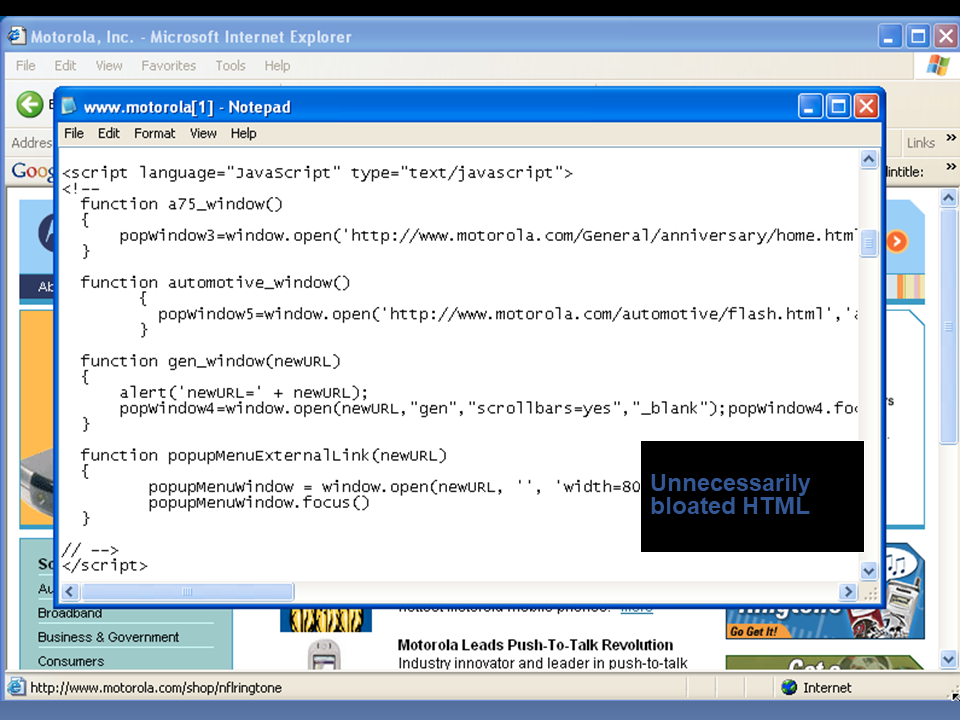 Motorola, Inc. - Microsoft Internet Explorer
File Edit View Favorites Tools Help
www.motorola[1] - Notepad
File Edit Format View Help
Links »
<script language="JavaScript" type="text/javascript">
<!--
function a75_window()
{
popWindow3=window.open('http://www.motorola.com/General/anniversary/home.html
}
function automotive_window()
{
popWindow5=window.open('http://www.motorola.com/automotive/flash.html','a
}
function gen_window(newURL)
{
alert('newURL=' + newURL);
popWindow4=window.open(newURL,"gen","scrollbars=yes","_blank");popWindow4.foc
}
function popupMenuExternalLink(newURL)
{
popupMenuWindow = window.open(newURL, '', 'width=80
popupMenuWindow.focus()
}
// -->
</script>
Unnecessarily
bloated HTML
Broadband
Business & Government
Consumers
more
Motorola Leads Push-To-Talk Revolution
Industry innovator and leader in push-to-talk
Go Get It!
http://www.motorola.com/shop/nflringtone
Internet